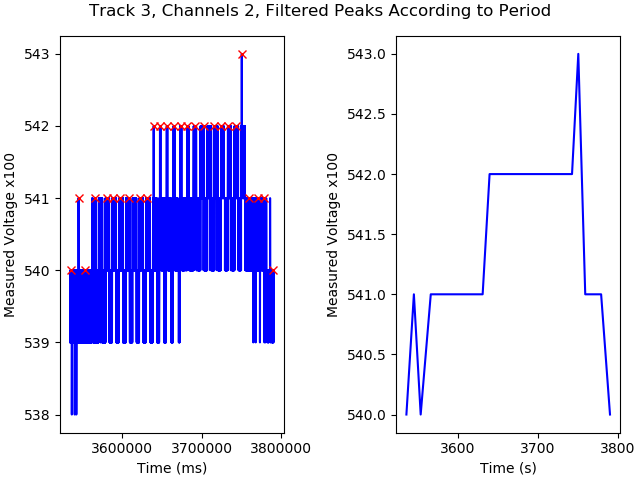 Track 3, Channels 2, Filtered Peaks According to Period
Measured Voltage x100
543
542
541
540
539
538
3600000 3700000 3800000
Time (ms)
Measured Voltage x100
543.0
542.5
542.0
541.5
541.0
540.5
540.0
3600 3700 3800
Time (s)